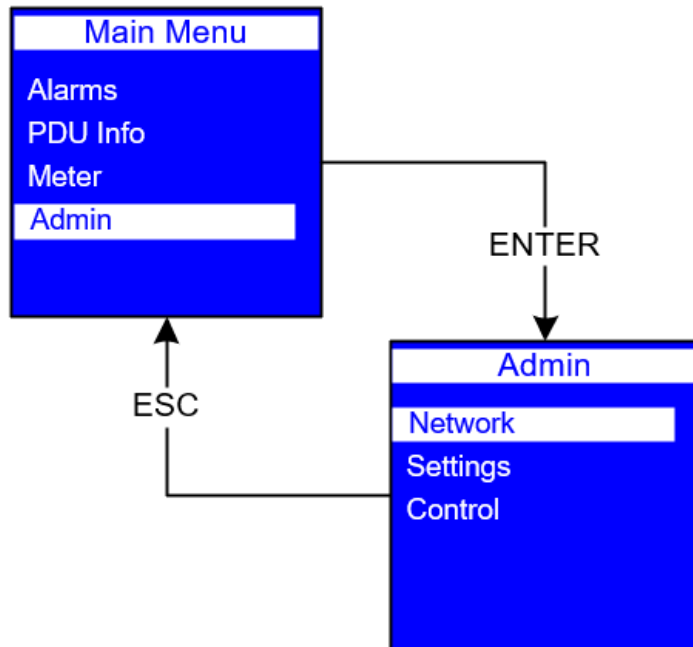 Main Menu
Alarms
PDU Info
Meter
Admin
ENTER
ESC
Admin
Network
Settings
Control